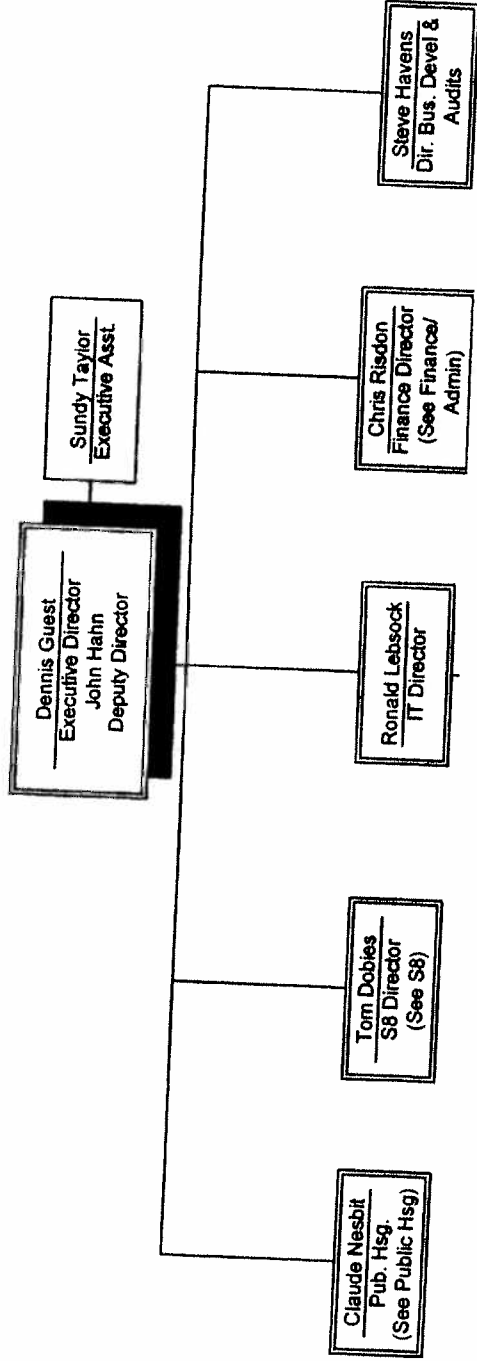 Dennis Guest
Executive Director
John Hahn
Deputy Director
Sundy Taylor
Executive Asst.
Claude Nesbit
Pub. Hsg.
(See Public Hsg)
Tom Dobies
S8 Director
(See S8)
Ronald Lebsock
IT Director
Chris Risdon
Finance Director
(See Finance/
Admin)
Steve Havens
Dir. Bus. Devel &
Audits